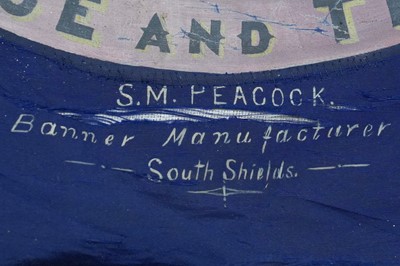 AND
S.M. PEACOCK.
Banner Manufacturer
South Shields.